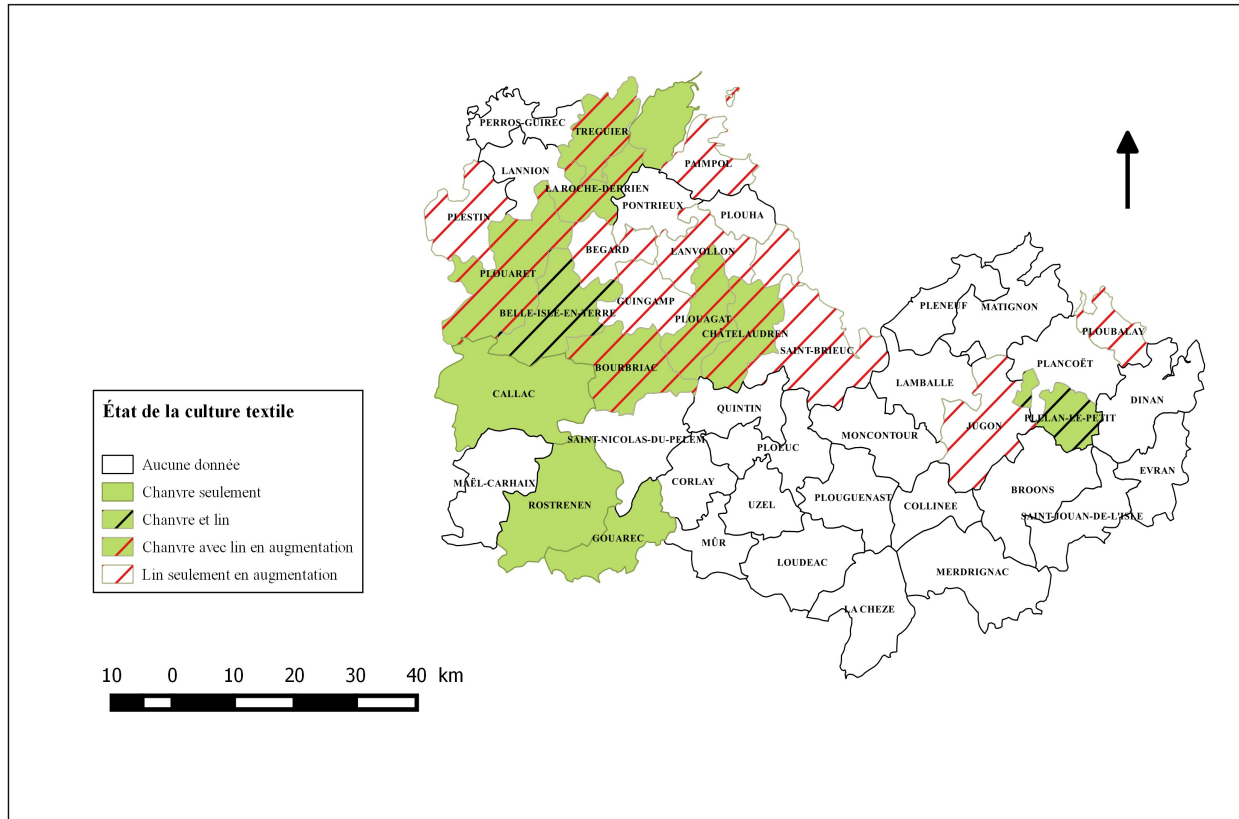 PERROS-GUIREC
TREGUIER
LANNION
PAIMPOL
LA ROCHE-DERRIEN
PONTRIEUX
PLESTIN
PLOUHA
BEGARD
LANVOLLON
PLOUARET
GUINGAMP
BELLE-ISLE-EN-TERRE
PLOUAGAT
CHÂTELAUDREN
SAINT-BRIEUC
BOURBRIAC
CALLAC
PLENEUF
MATIGNON
PLOUBALAY
PLANCOËT
LAMBALLE
DINAN
QUINTIN
JUGON
PLELAN-LE-PETIT
SAINT-NICOLAS-DU-PELEM
PLOEUC
MONCONTOUR
MAËL-CARHAIX
CORLAY
EVRAN
BROONS
ROSTRENEN
UZEL
PLOUGUENAST
COLLINEE
SAINT-JOUAN-DE-L'ISLE
GOUAREC
MÛR
LOUDEAC
MERDRIGNAC
LA CHEZE
État de la culture textile
Aucune donnée
Chanvre seulement
Chanvre et lin
Chanvre avec lin en augmentation
Lin seulement en augmentation
10 0 10 20 30 40 km